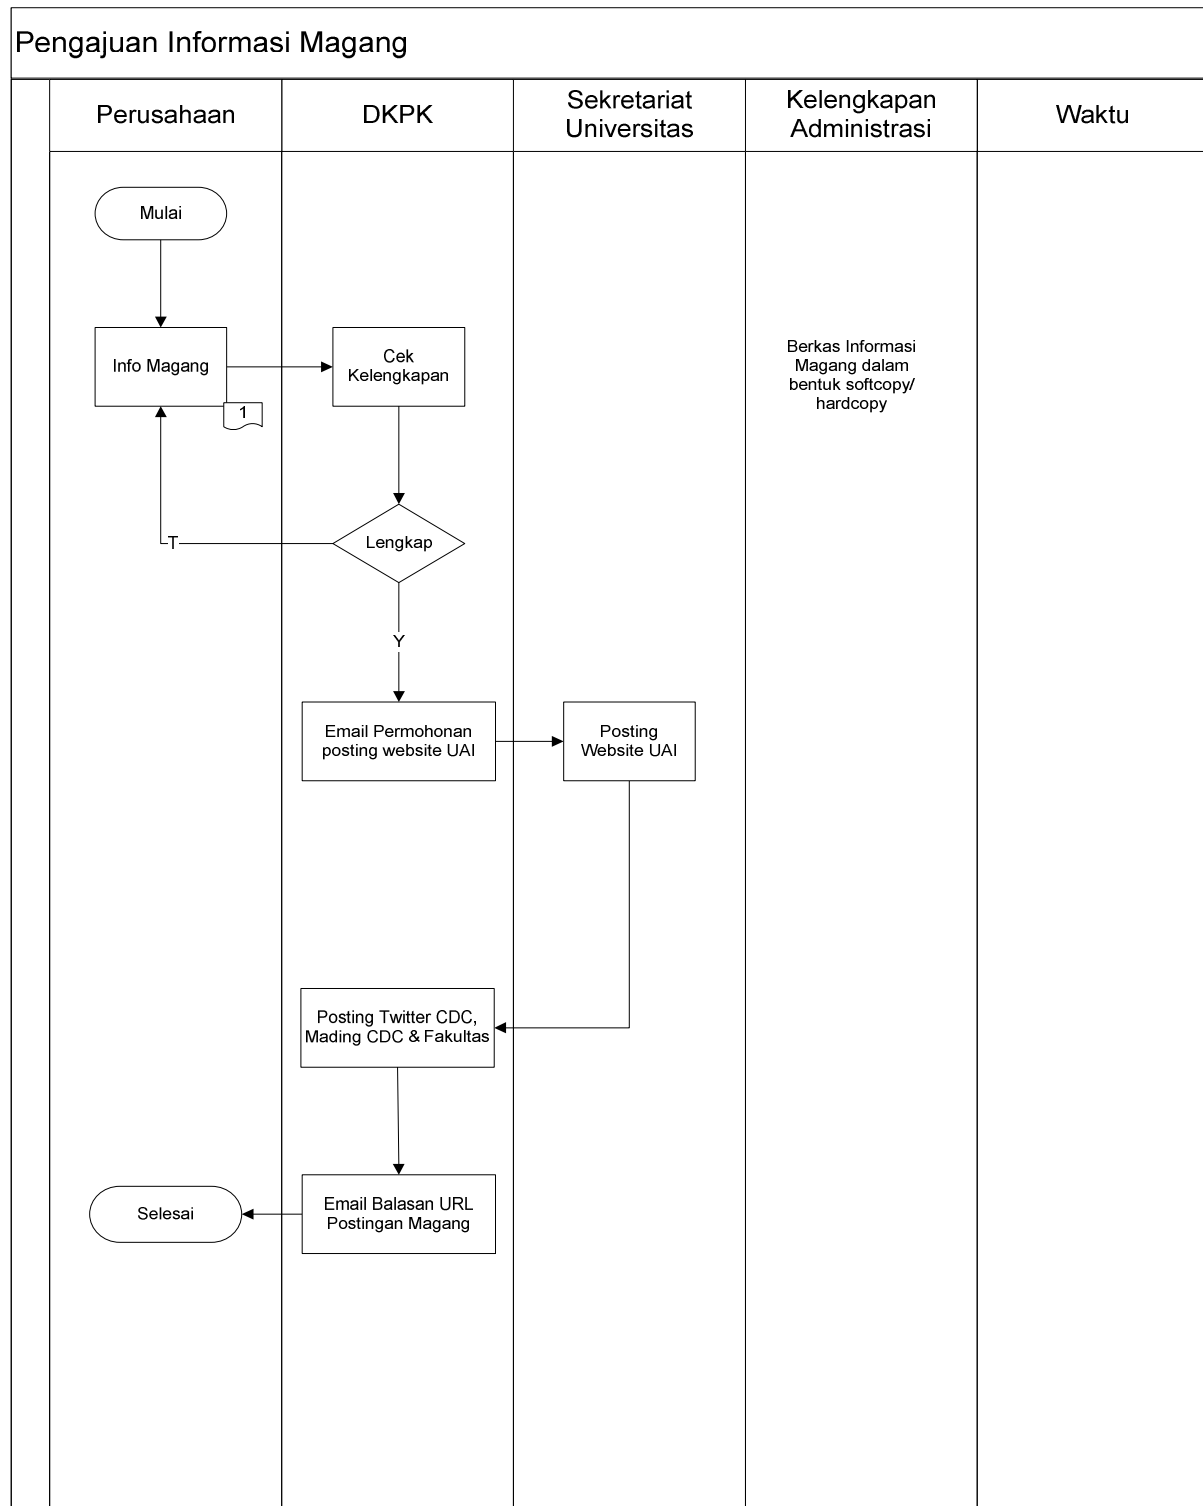 Pengajuan Informasi Magang
Perusahaan
DKPK
Sekretariat
Universitas
Kelengkapan
Administrasi
Waktu
Mulai
Info Magang
1
Cek
Kelengkapan
Berkas Informasi
Magang dalam
bentuk softcopy/
hardcopy
Lengkap
T
Y
Email Permohonan
posting website UAI
Posting
Website UAI
Posting Twitter CDC,
Mading CDC & Fakultas
Email Balasan URL
Postingan Magang
Selesai